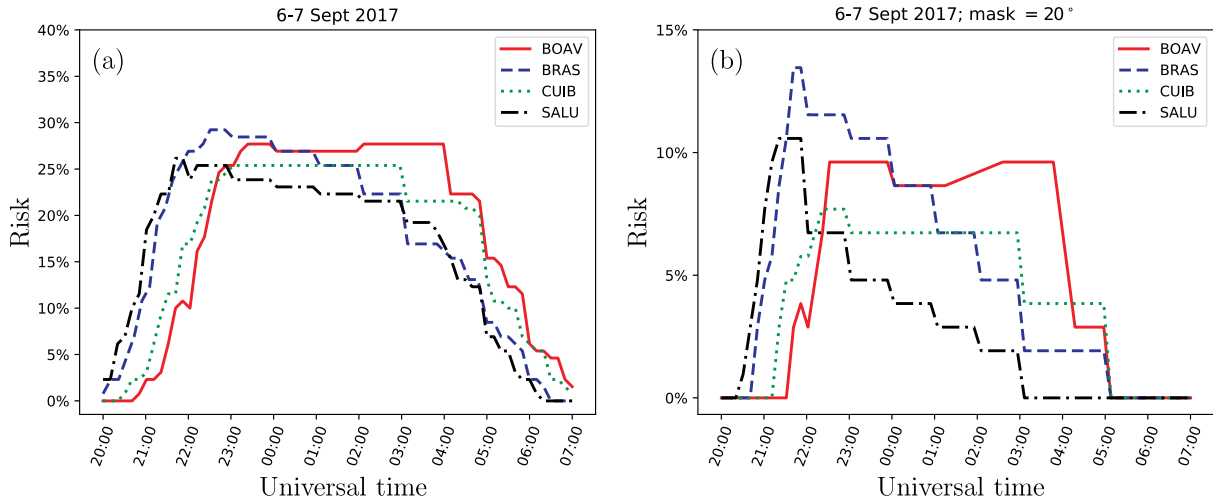 6-7 Sept 2017
40%
35%
30%
25%
20%
15%
10%
5%
0%
Risk
(a)
BOAV
BRAS
CUIB
SALU
20:00
21:00
22:00
23:00
00:00
01:00
02:00
03:00
04:00
05:00
06:00
07:00
Universal time
6-7 Sept 2017; mask = 20°
15%
10%
5%
0%
Risk
(b)
BOAV
BRAS
CUIB
SALU
20:00
21:00
22:00
23:00
00:00
01:00
02:00
03:00
04:00
05:00
06:00
07:00
Universal time